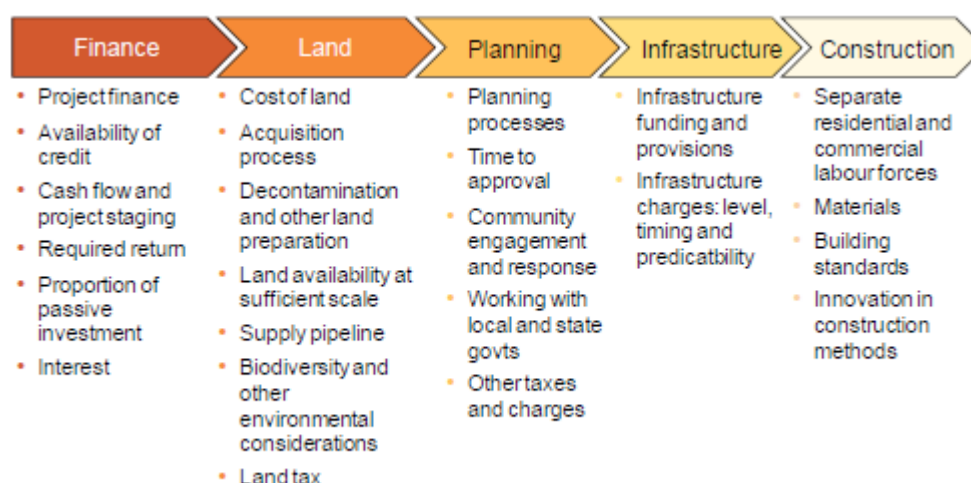 Finance
Land
Planning
Infrastructure
Construction
• Project finance
• Availability of
credit
• Cash flow and
project staging
• Required return
• Proportion of
passive
investment
• Interest
• Cost of land
• Acquisition
process
• Decontamination
and other land
preparation
• Land availability at
sufficient scale
• Supply pipeline
• Biodiversity and
other
environmental
considerations
• Land tax
• Planning
processes
• Time to
approval
• Community
engagement
and response
• Working with
local and state
govts
• Other taxes
and charges
• Infrastructure
funding and
provisions
• Infrastructure
charges: level,
timing and
predicatbility
• Separate
residential and
commercial
labour forces
• Materials
• Building
standards
• Innovation in
construction
methods